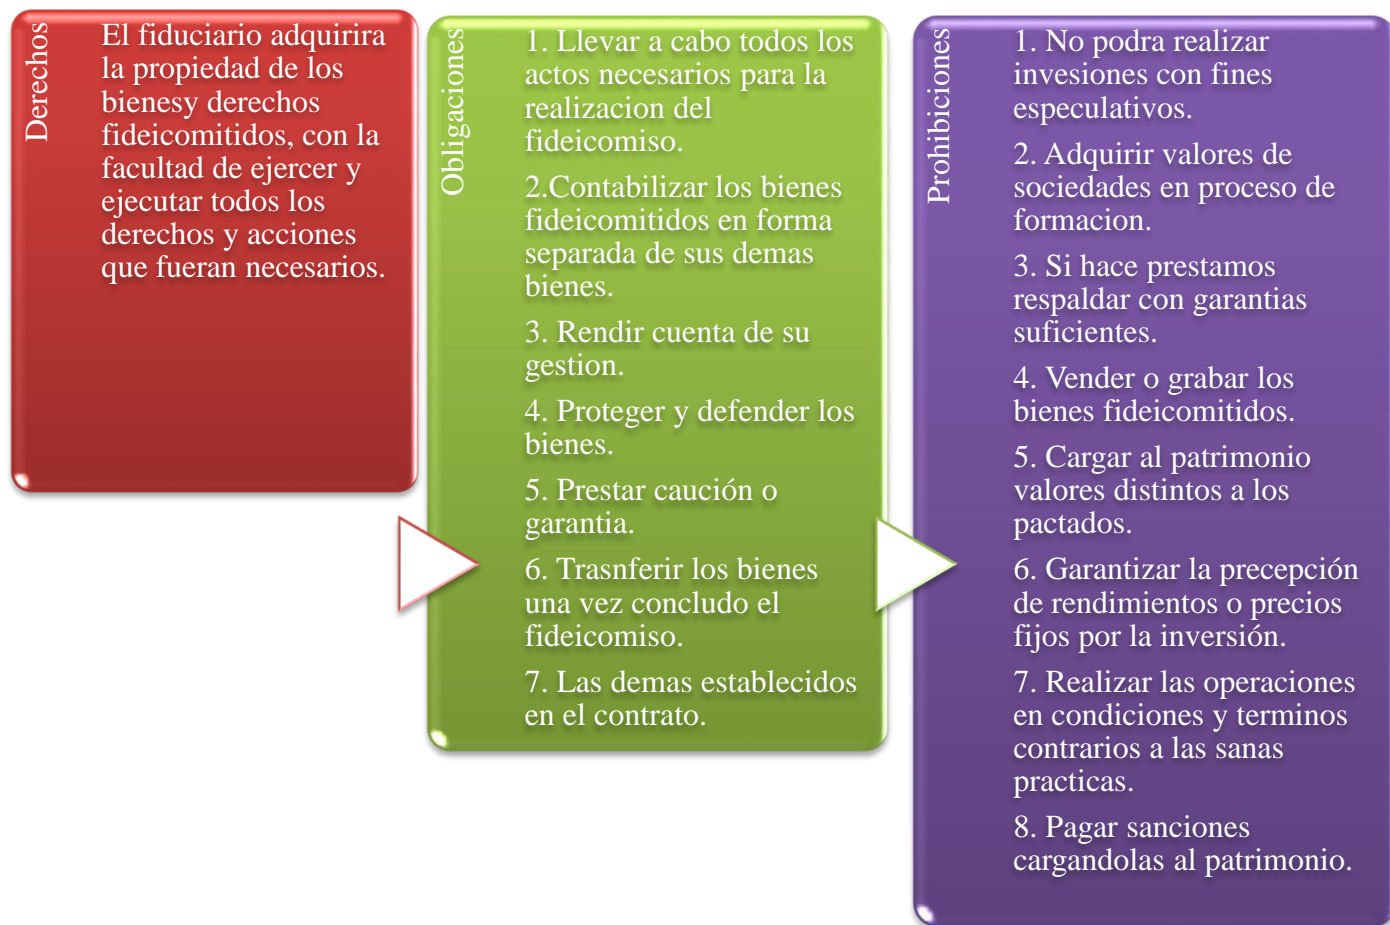 Derechos
El fiduciario adquirira
la propiedad de los
bienesy derechos
fideicomitidos, con la
facultad de ejercer y
ejecutar todos los
derechos y acciones
que fueran necesarios.
Obligaciones
1. Llevar a cabo todos los
actos necesarios para la
realizacion del
fideicomiso.
2.Contabilizar los bienes
fideicomitidos en forma
separada de sus demas
bienes.
3. Rendir cuenta de su
gestion.
4. Proteger y defender los
bienes.
5. Prestar caución o
garantia.
6. Trasnferir los bienes
una vez concludo el
fideicomiso.
7. Las demas establecidos
en el contrato.
Prohibiciones
1. No podra realizar
invesiones con fines
especulativos.
2. Adquirir valores de
sociedades en proceso de
formacion.
3. Si hace prestamos
respaldar con garantias
suficientes.
4. Vender o grabar los
bienes fideicomitidos.
5. Cargar al patrimonio
valores distintos a los
pactados.
6. Garantizar la precepción
de rendimientos o precios
fijos por la inversión.
7. Realizar las operaciones
en condiciones y terminos
contrarios a las sanas
practicas.
8. Pagar sanciones
cargandolas al patrimonio.